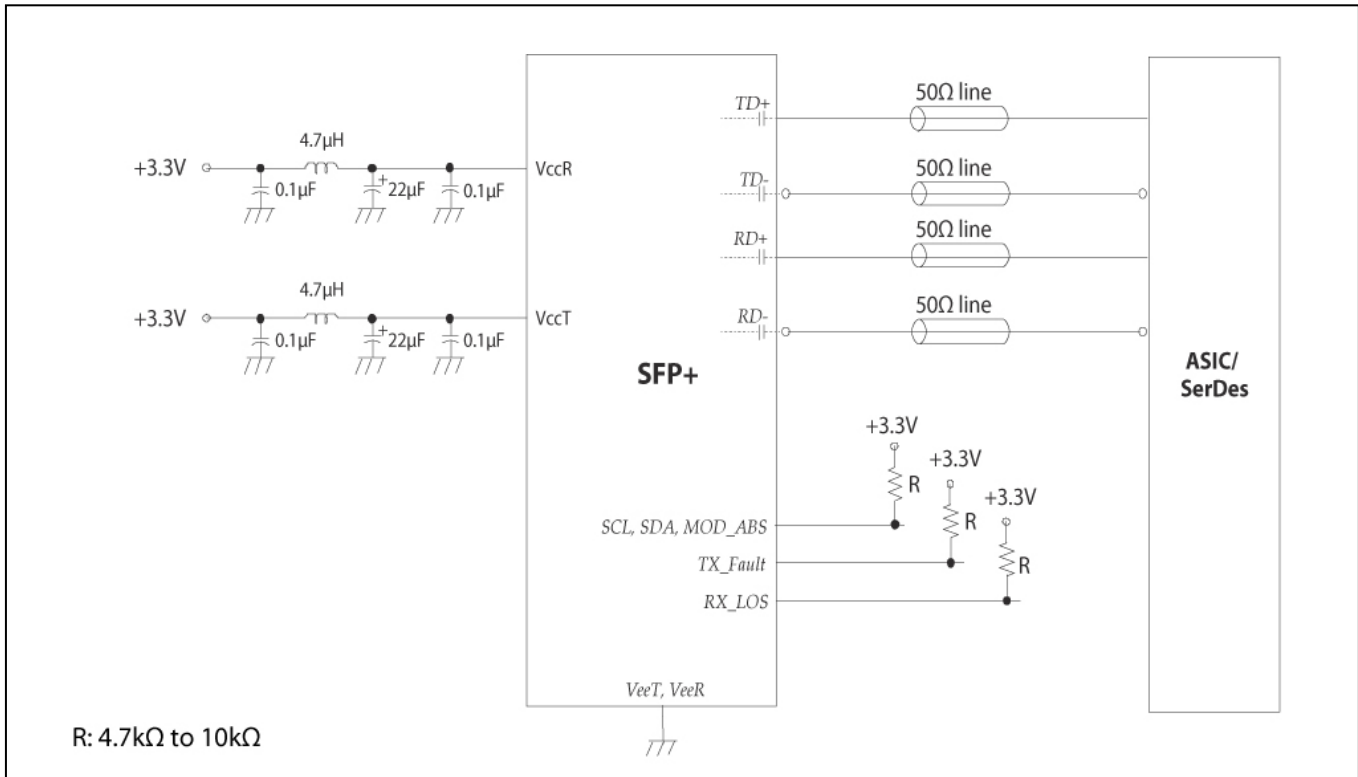 4.7μH
+3.3V
0.1μF
+
22μF
0.1μF
VccR
4.7μH
+3.3V
0.1μF
+
22μF
0.1μF
VccT
SFP+
TD+
50Ω line
TD-
50Ω line
RD+
50Ω line
RD-
50Ω line
ASIC/
SerDes
+3.3V
R
+3.3V
R
+3.3V
R
SCL, SDA, MOD_ABS
TX_Fault
RX_LOS
VeeT, VeeR
R: 4.7kΩ to 10kΩ